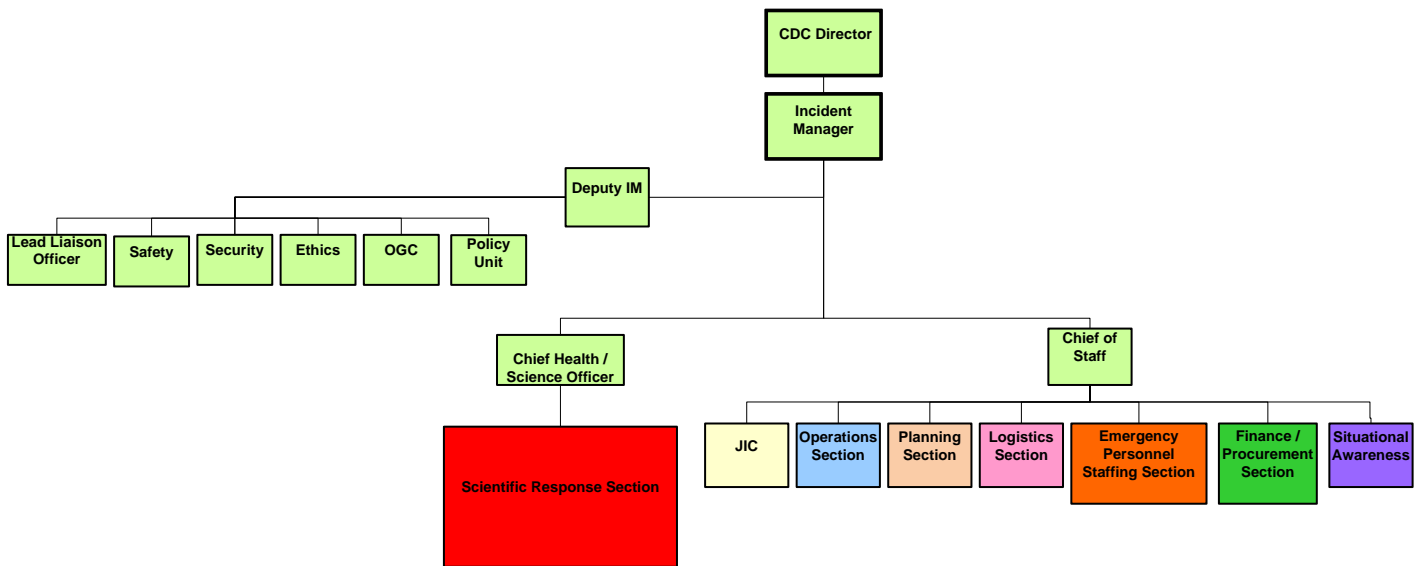 CDC Director
Incident
Manager
Deputy IM
Lead Liaison
Officer
Safety
Security
Ethics
OGC
Policy
Unit
Chief Health /
Science Officer
Chief of
Staff
Scientific Response Section
JIC
Operations
Section
Planning
Section
Logistics
Section
Emergency
Personnel
Staffing Section
Finance /
Procurement
Section
Situational
Awareness